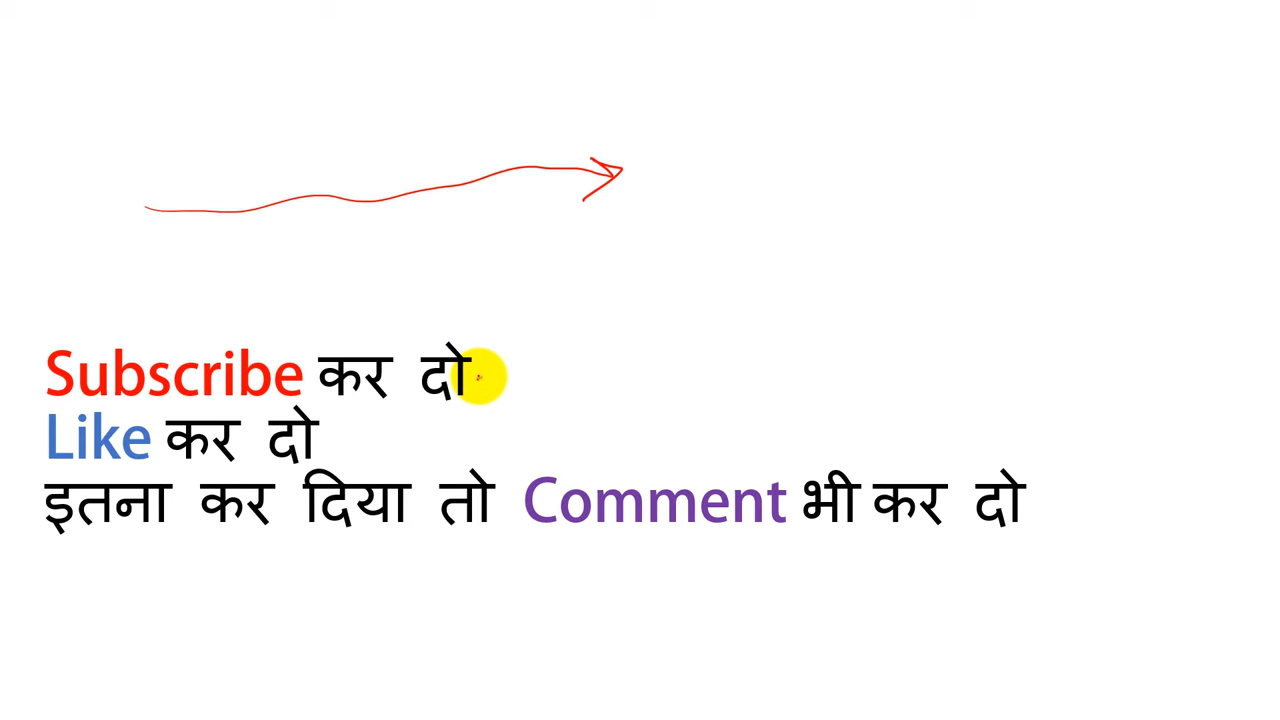 Subscribe कर दो
Like कर दो
इतना कर दिया तो Comment भी कर दो